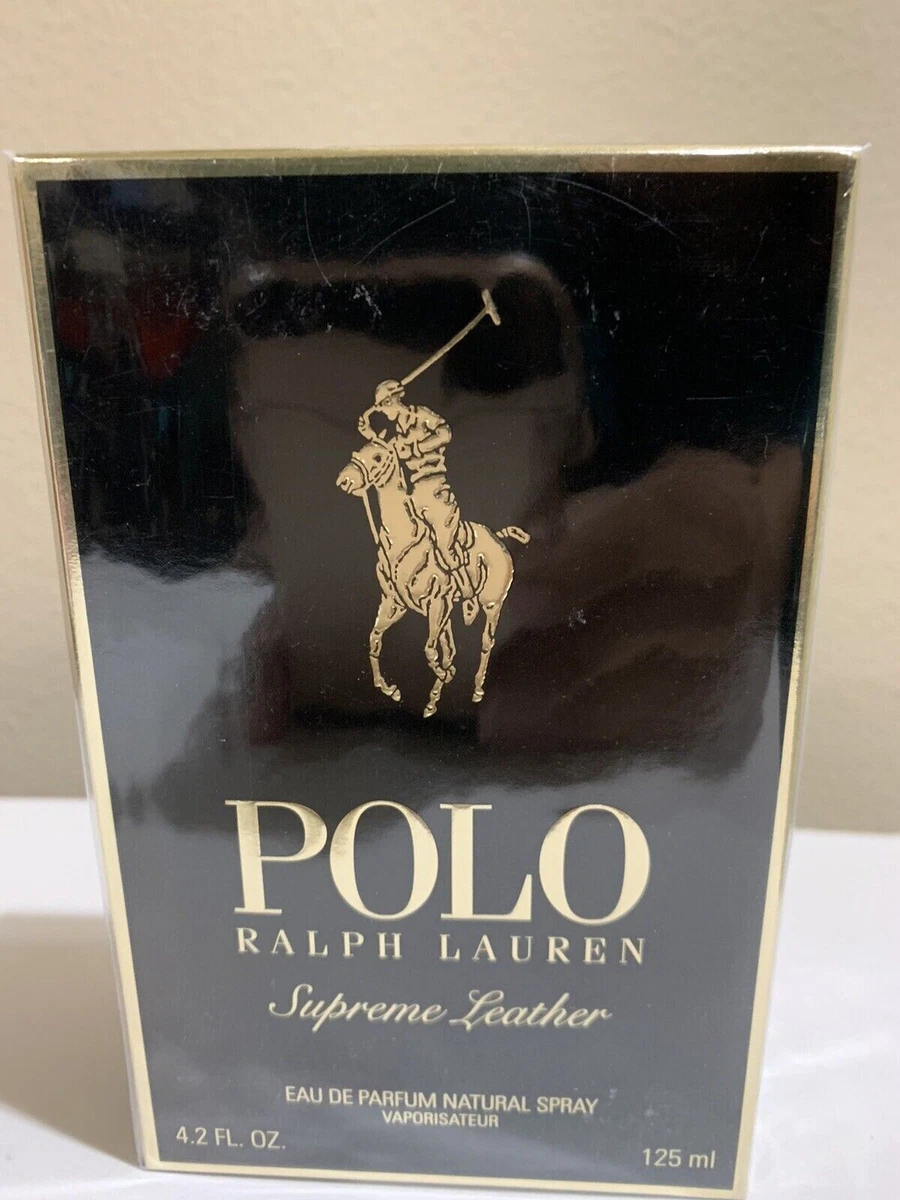 POLO
RALPH LAUREN
Supreme Leather
EAU DE PARFUM NATURAL SPRAY
VAPORISATEUR
4.2 FL. OZ.
125 ml